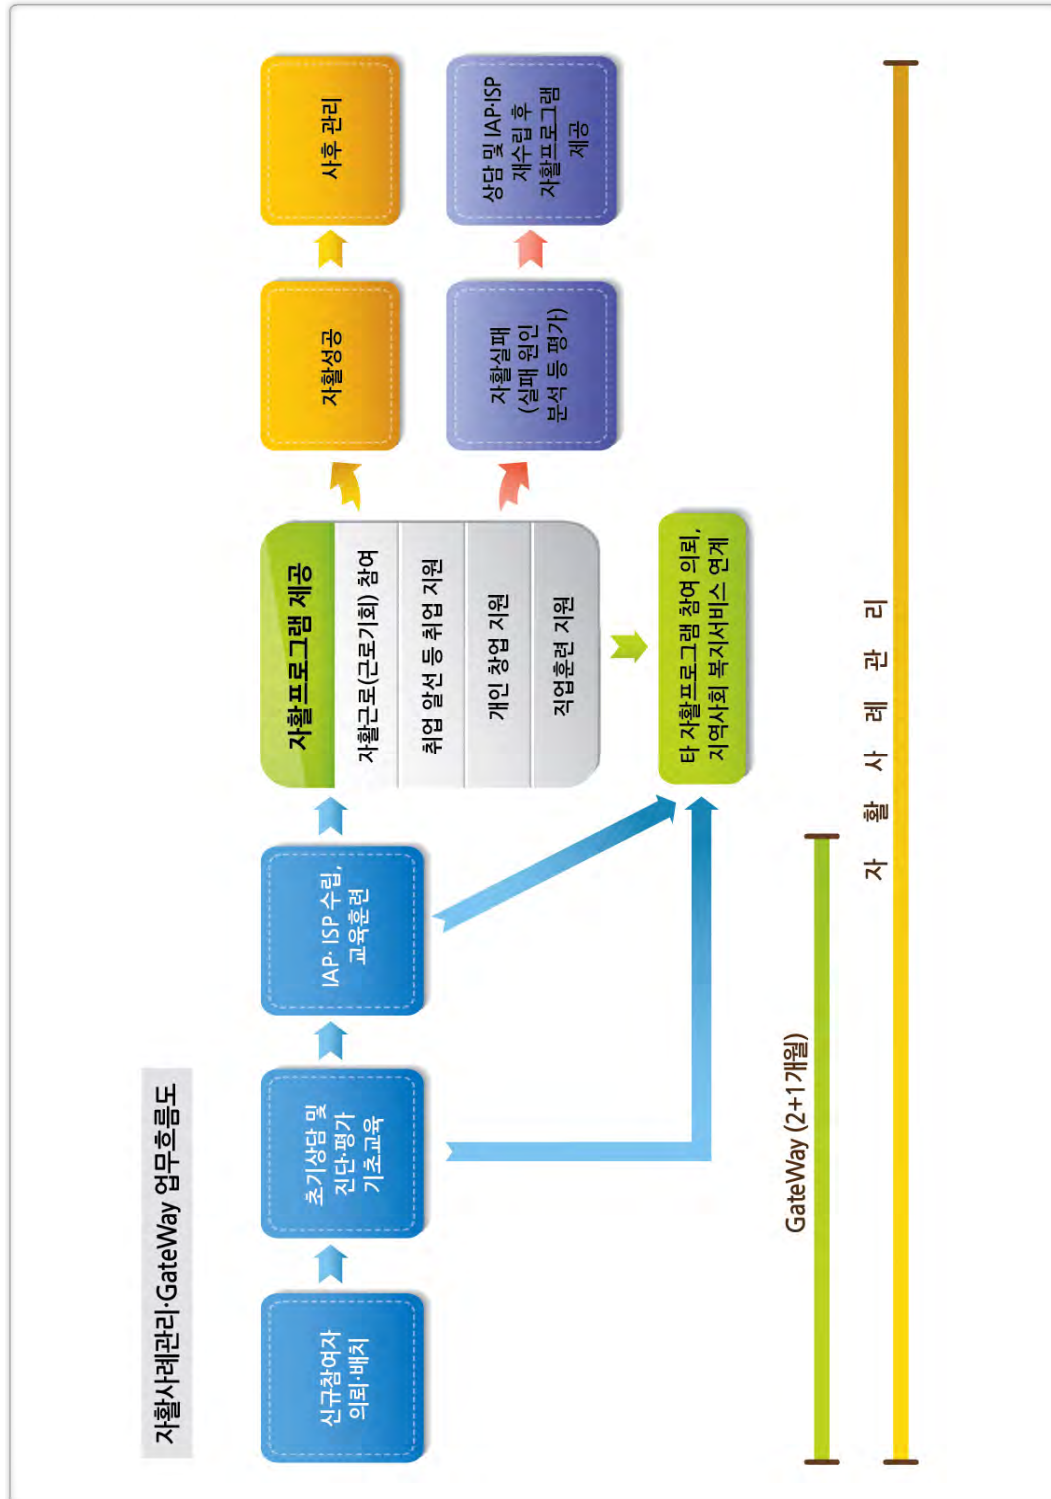 자활사례관리·GateWay 업무흐름도
신규참여자
의뢰·배치
초기상담 및
진단·평가
기초교육
IAP· ISP 수립,
교육훈련
자활프로그램 제공
자활근로(근로기회) 참여
취업 알선 등 취업 지원
개인 창업 지원
직업훈련 지원
자활성공
사후 관리
자활실패
(실패 원인
분석 등 평가)
상담 및 IAP·ISP
재수립 후
자활프로그램
제공
타 자활프로그램 참여 의뢰,
지역사회 복지서비스 연계
GateWay (2+1개월)
자 활 사 례 관 리